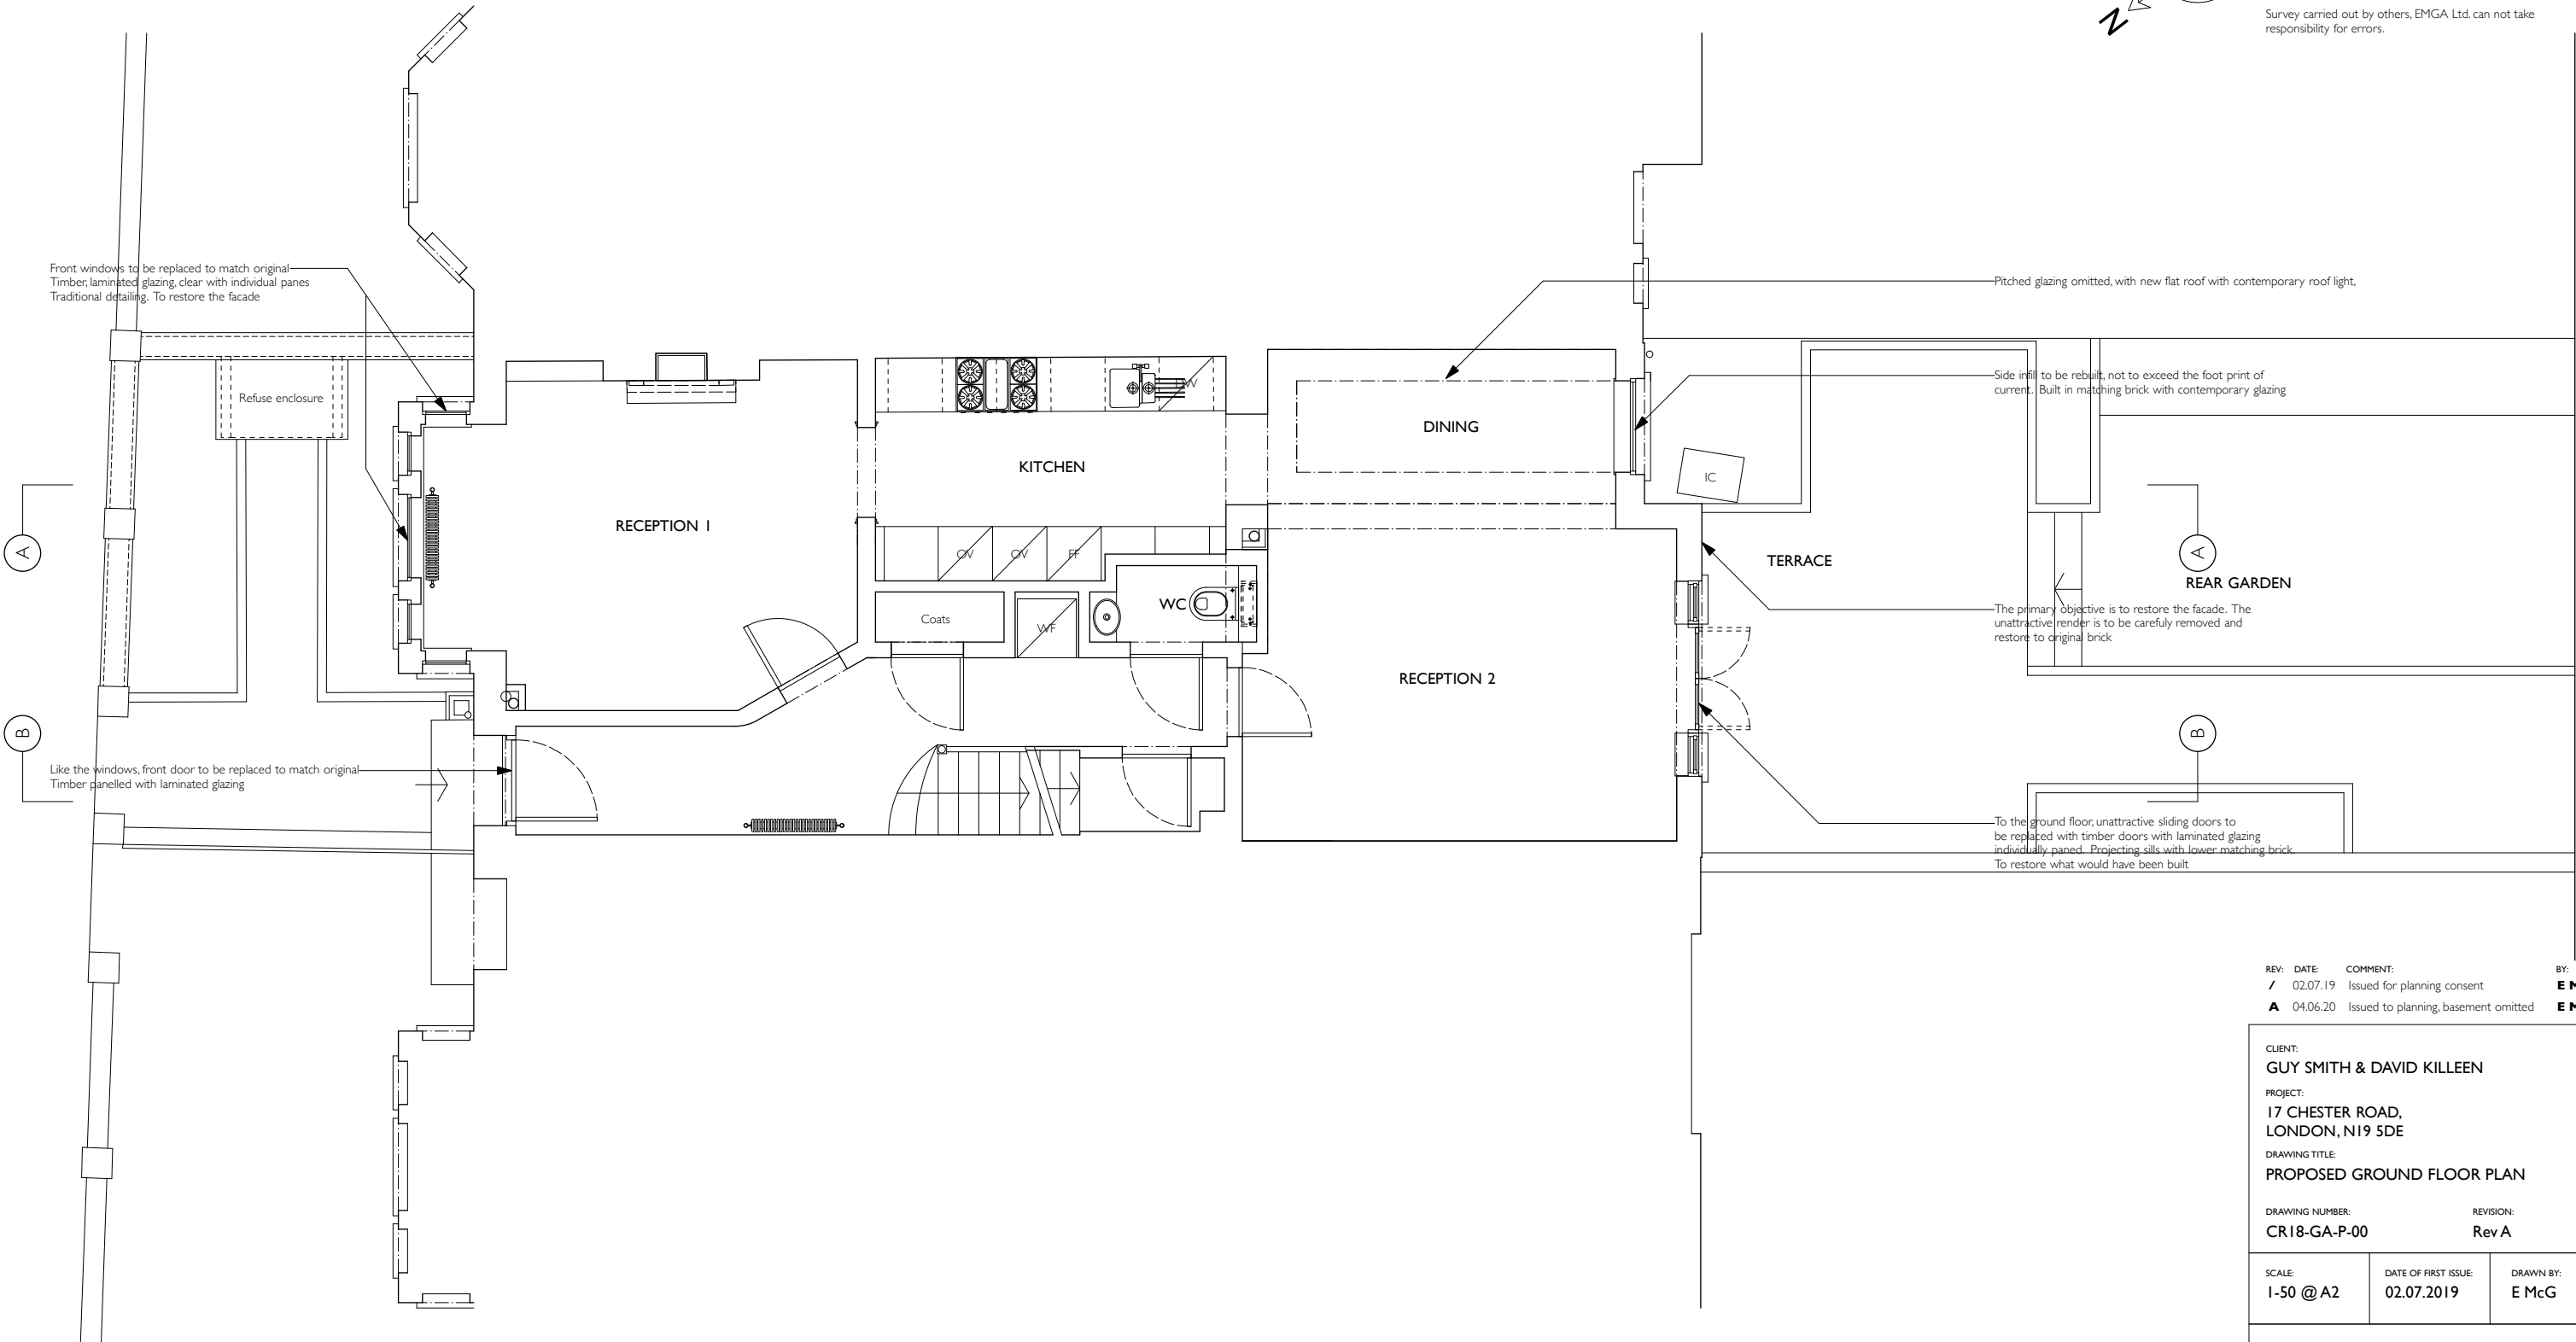 N
Survey carried out by others, EMGA Ltd. can not take
responsibility for errors.
Front windows to be replaced to match original
Timber, laminated glazing, clear with individual panes
Traditional detailing. To restore the facade
Pitched glazing omitted, with new flat roof with contemporary roof light,
Refuse enclosure
Side infill to be rebuilt, not to exceed the foot print of
current. Built in matching brick with contemporary glazing
DW
DINING
KITCHEN
IC
RECEPTION 1
A
OV
OV
FF
TERRACE
A
REAR GARDEN
WC
Coats
WF
The primary objective is to restore the facade. The
unattractive render is to be carefuly removed and
restore to original brick
RECEPTION 2
B
B
Like the windows, front door to be replaced to match original
Timber panelled with laminated glazing
To the ground floor, unattractive sliding doors to
be replaced with timber doors with laminated glazing
individually paned. Projecting sills with lower matching brick.
To restore what would have been built
REV: DATE: COMMENT: BY:
/ 02.07.19 Issued for planning consent E M
A 04.06.20 Issued to planning, basement omitted E M
CLIENT:
GUY SMITH & DAVID KILLEEN
PROJECT:
17 CHESTER ROAD,
LONDON, N19 5DE
DRAWING TITLE:
PROPOSED GROUND FLOOR PLAN
DRAWING NUMBER: REVISION:
CR18-GA-P-00 Rev A
SCALE: DATE OF FIRST ISSUE: DRAWN BY:
1-50 @ A2 02.07.2019 E McG